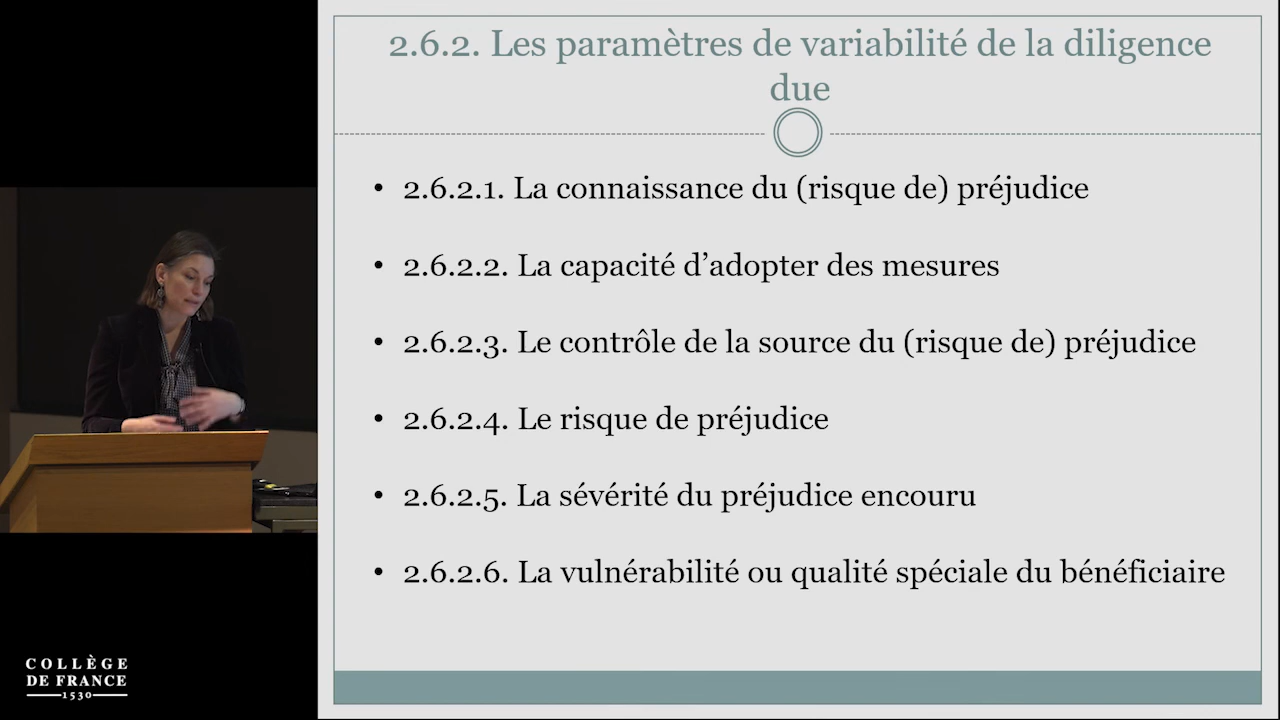 2.6.2. Les paramètres de variabilité de la diligence
due
• 2.6.2.1. La connaissance du (risque de) préjudice
• 2.6.2.2. La capacité d’adopter des mesures
• 2.6.2.3. Le contrôle de la source du (risque de) préjudice
• 2.6.2.4. Le risque de préjudice
• 2.6.2.5. La sévérité du préjudice encouru
• 2.6.2.6. La vulnérabilité ou qualité spéciale du bénéficiaire
COLLÈGE
DE FRANCE
1530